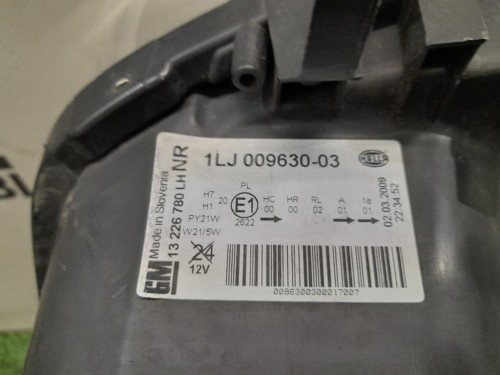 1LJ 009630-03
HELLA
GM
Made in Slovenia
13 226 780 LH
NR
H7
H1
PY21W
W21/5W
24
12V
PL
20
E1
2622
HC HR RL A 1a
00 00 02 01 01
02.03.2009
22:34:52
0096300300017007